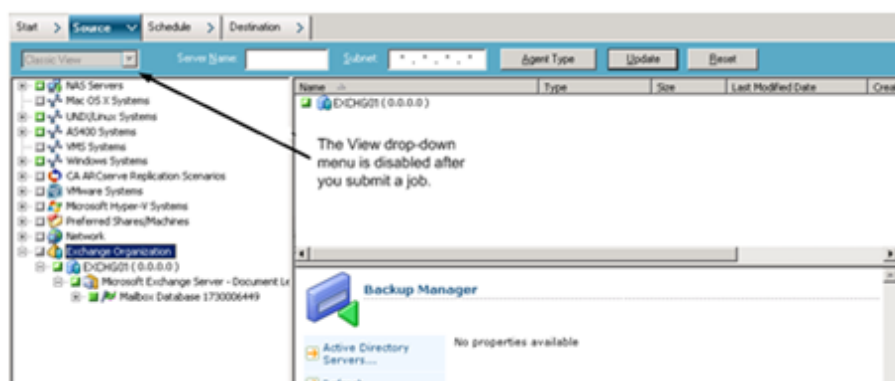 Start > Source Schedule > Destination >
Classic View Server Name: Subnet: * . * . * . * Agent Type Update Reset
NAS Servers
Mac OS X Systems
UNIX/Linux Systems
AS400 Systems
VMS Systems
Windows Systems
CA ARCserve Replication Scenarios
VMware Systems
Microsoft Hyper-V Systems
Preferred Shares/Machines
Network
Exchange Organization
EXCHG01 ( 0.0.0.0 )
Microsoft Exchange Server - Document Le
Mailbox Database 1730006449
Name Type Size Last Modified Date Crea
EXCHG01 ( 0.0.0.0 )
The View drop-down
menu is disabled after
you submit a job.
Backup Manager
Active Directory
Servers...
No properties available